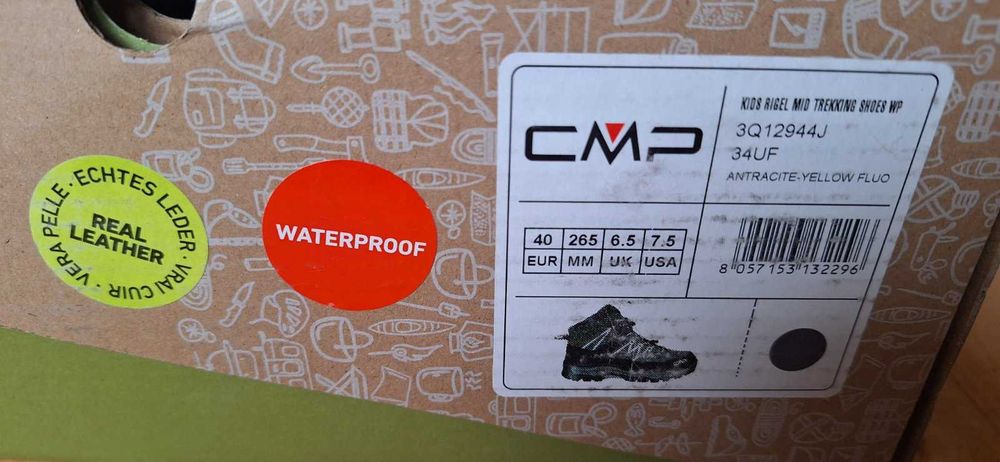 VERA PELLE · ECHTES LEDER · VRAI CUIR ·
REAL
LEATHER
WATERPROOF
CMP
KIDS RIGEL MID TREKKING SHOES WP
3Q12944J
34UF
ANTRACITE-YELLOW FLUO
40 265 6.5 7.5
EUR MM UK USA
8 057153 132296